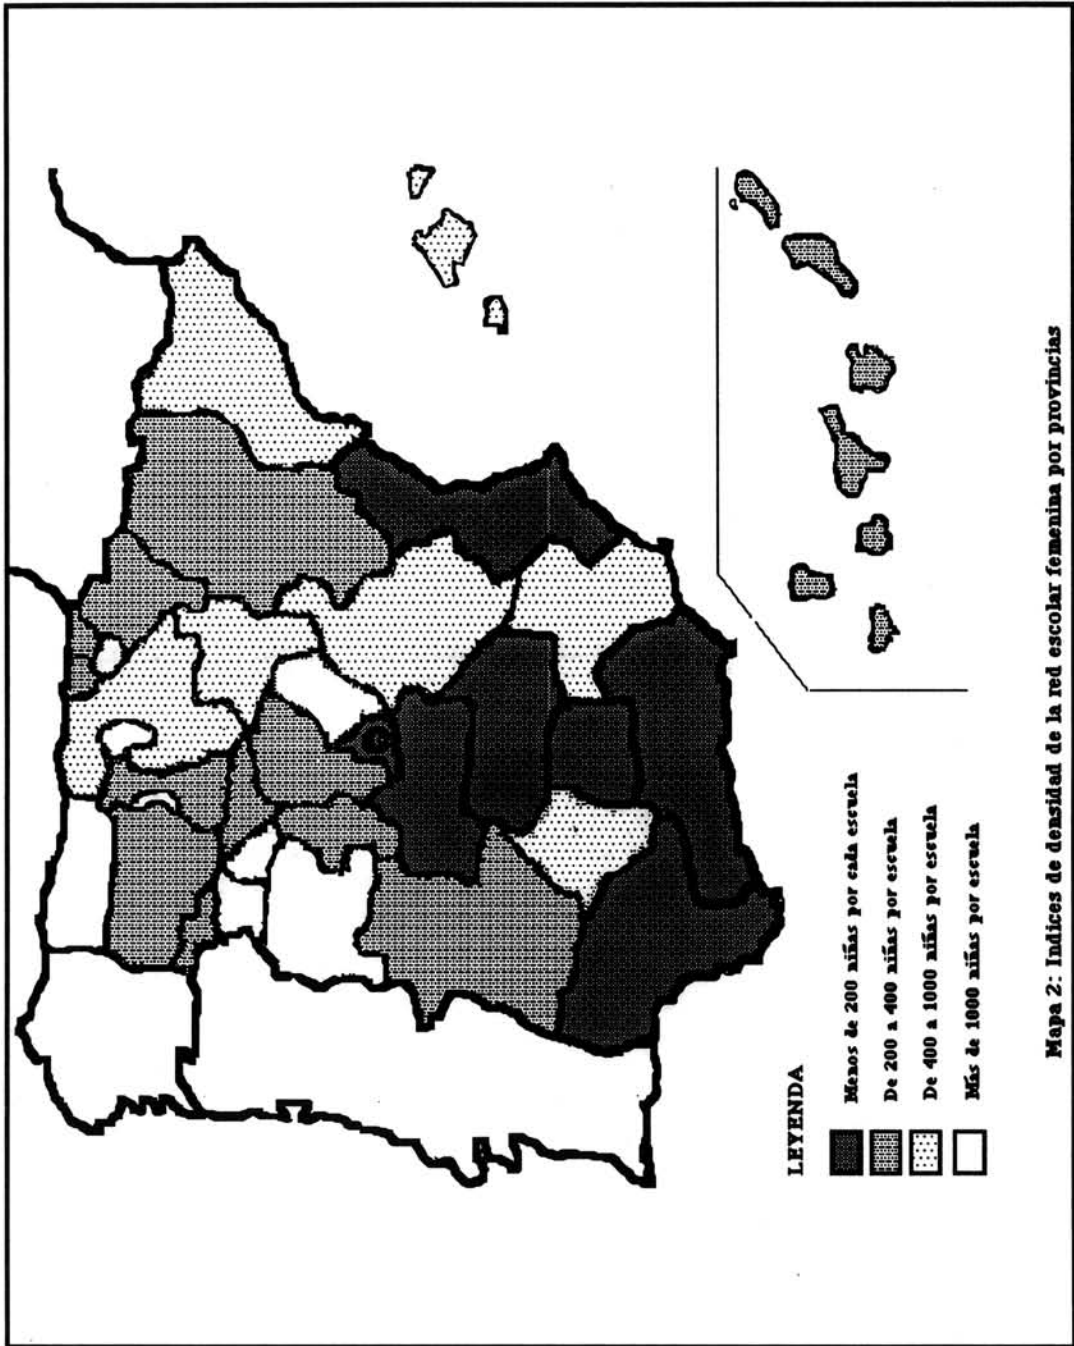 LEYENDA
Menos de 200 niñas por cada escuela
De 200 a 400 niñas por escuela
De 400 a 1000 niñas por escuela
Más de 1000 niñas por escuela
Mapa 2: Indices de densidad de la red escolar femenina por provincias